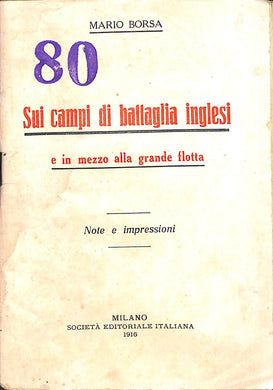 MARIO BORSA
80
Sui campi di battaglia inglesi
e in mezzo alla grande flotta
Note e impressioni
MILANO
SOCIETÀ EDITORIALE ITALIANA
1916